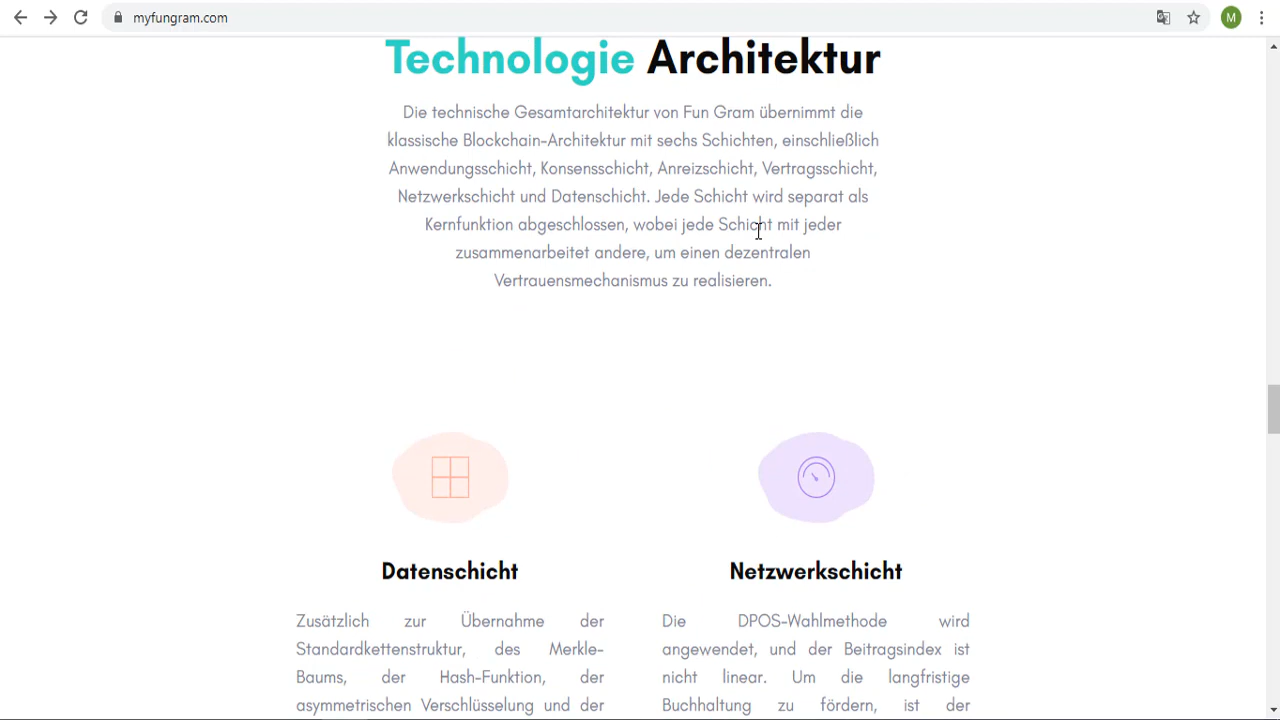 myfungram.com
M
Technologie Architektur
Die technische Gesamtarchitektur von Fun Gram übernimmt die
klassische Blockchain-Architektur mit sechs Schichten, einschließlich
Anwendungsschicht, Konsensschicht, Anreizschicht, Vertragsschicht,
Netzwerkschicht und Datenschicht. Jede Schicht wird separat als
Kernfunktion abgeschlossen, wobei jede Schicht mit jeder
zusammenarbeitet andere, um einen dezentralen
Vertrauensmechanismus zu realisieren.
Datenschicht
Zusätzlich zur Übernahme der
Standardkettenstruktur, des Merkle-
Baums, der Hash-Funktion, der
asymmetrischen Verschlüsselung und der
Netzwerkschicht
Die DPOS-Wahlmethode wird
angewendet, und der Beitragsindex ist
nicht linear. Um die langfristige
Buchhaltung zu fördern, ist der